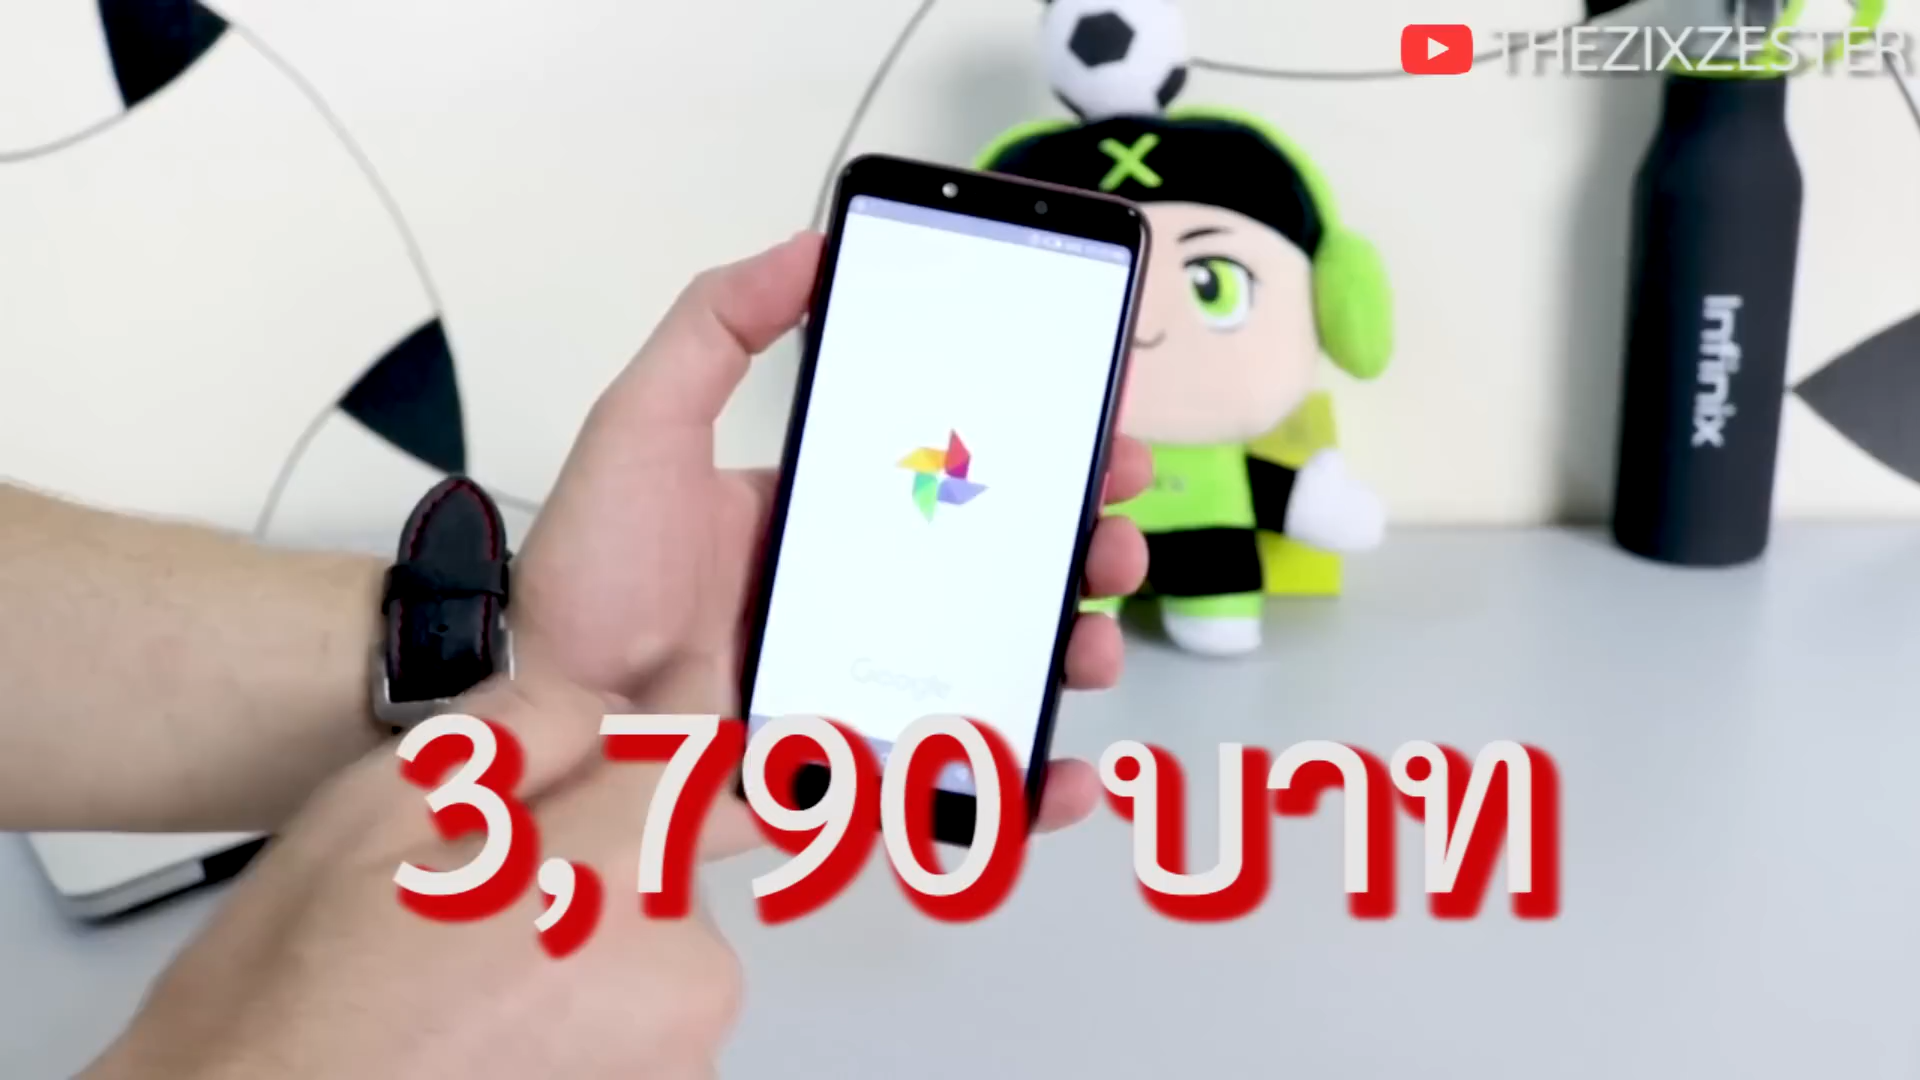 THEZIXZESTER
X
Infinix
Google
3,790 บาท